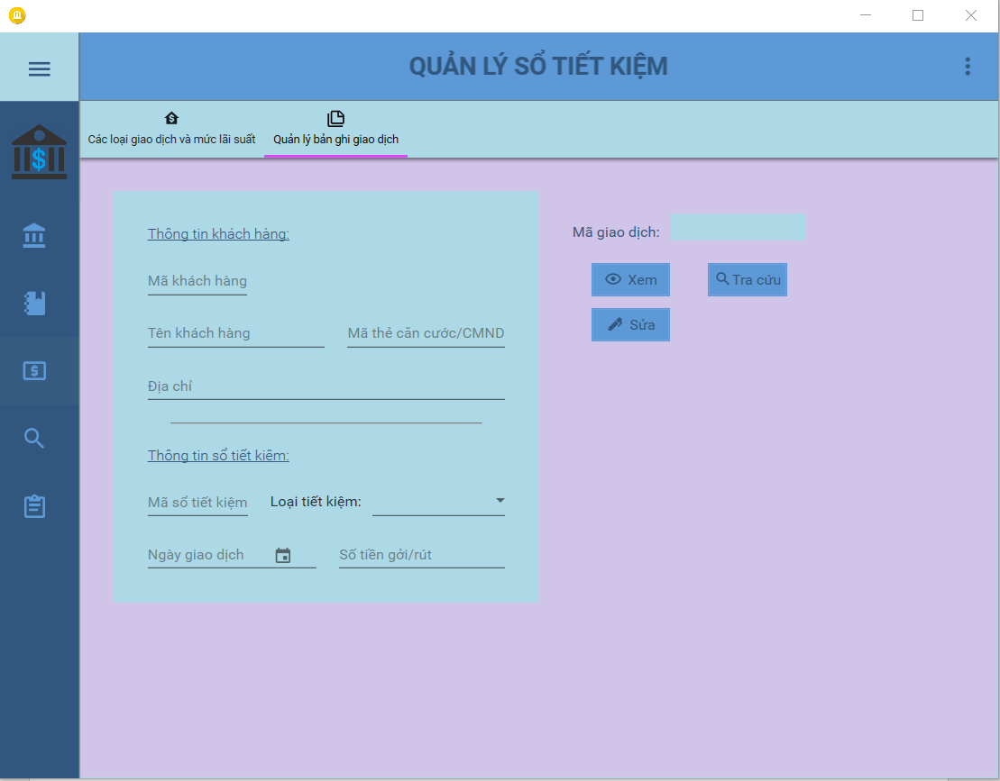 QUẢN LÝ SỔ TIẾT KIỆM
Các loại giao dịch và mức lãi suất
Quản lý bản ghi giao dịch
Thông tin khách hàng:
Mã khách hàng
Tên khách hàng
Mã thẻ căn cước/CMND
Địa chỉ
Thông tin sổ tiết kiêm:
Mã sổ tiết kiệm
Loại tiết kiệm:
Ngày giao dịch
Số tiền gởi/rút
Mã giao dịch:
Xem
Tra cứu
Sửa